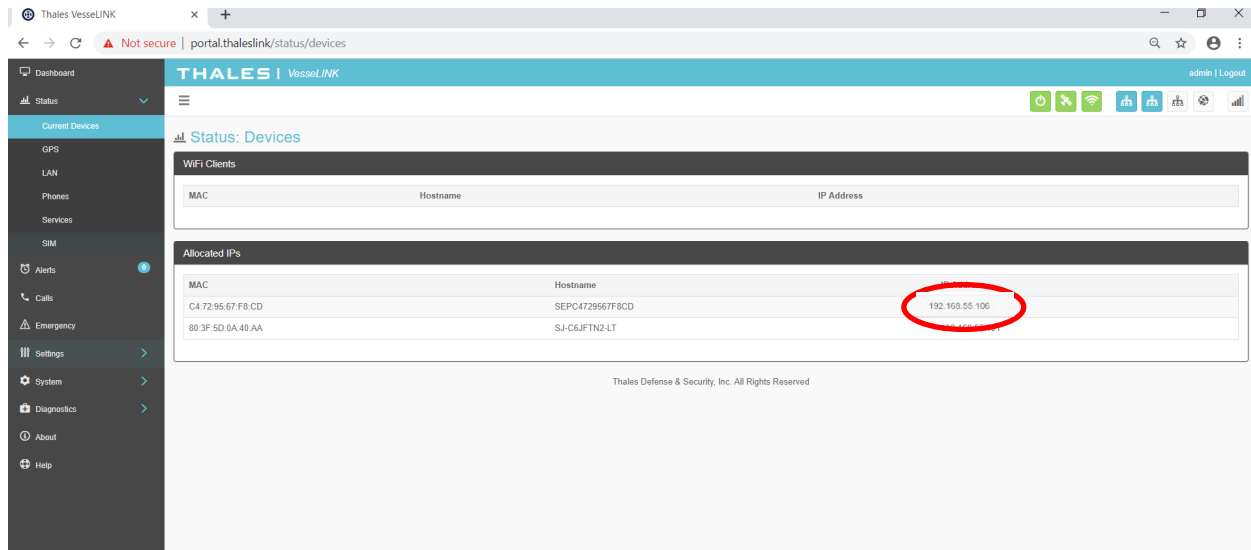 Thales VesseLINK
Not secure | portal.thaleslink/status/devices
Dashboard
THALES | VesseLINK
admin | Logout
Status
Current Devices
Status: Devices
GPS
WiFi Clients
LAN
Phones
MAC Hostname IP Address
Services
SIM
Allocated IPs
Alerts 0
MAC Hostname
Calls
C4:72:95:67:F8:CD SEPC4729567F8CD 192.168.55.106
Emergency
80:3F:5D:0A:40:AA SJ-C6JFTN2-LT
Settings
System
Thales Defense & Security, Inc. All Rights Reserved
Diagnostics
About
Help